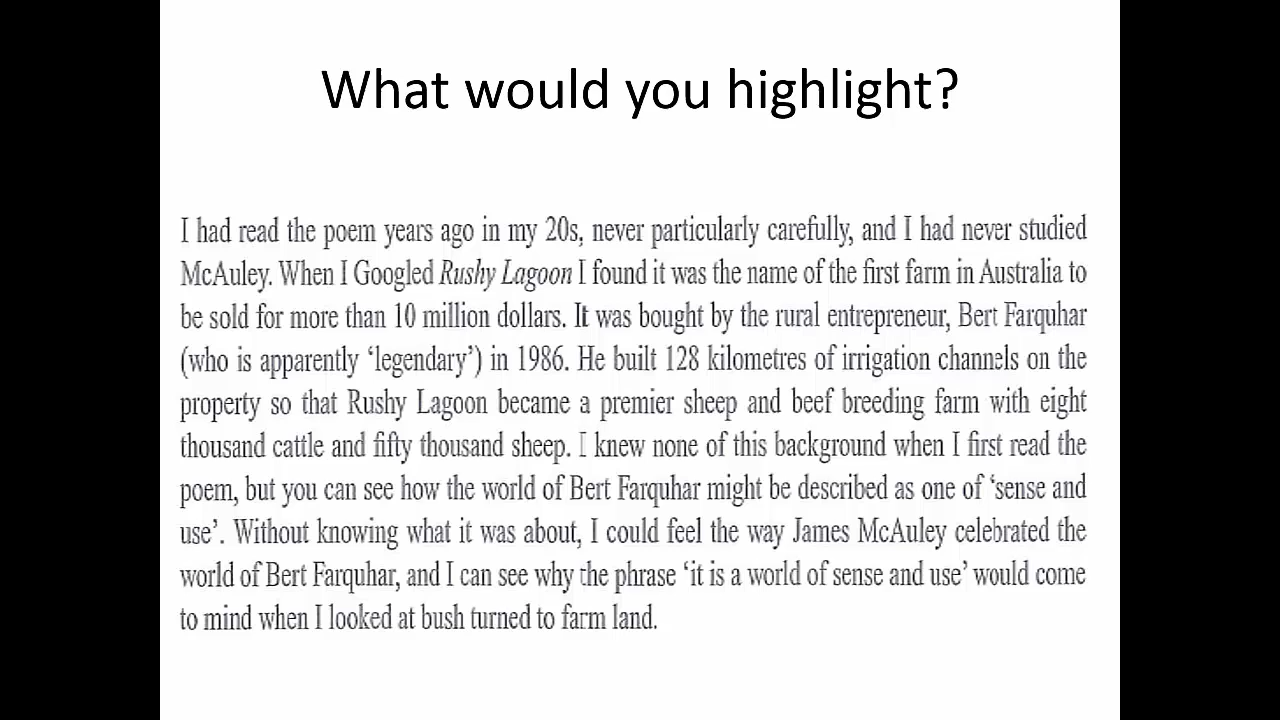 What would you highlight?
I had read the poem years ago in my 20s, never particularly carefully, and I had never studied
McAuley. When I Googled Rushy Lagoon I found it was the name of the first farm in Australia to
be sold for more than 10 million dollars. It was bought by the rural entrepreneur, Bert Farquhar
(who is apparently ‘legendary’) in 1986. He built 128 kilometres of irrigation channels on the
property so that Rushy Lagoon became a premier sheep and beef breeding farm with eight
thousand cattle and fifty thousand sheep. I knew none of this background when I first read the
poem, but you can see how the world of Bert Farquhar might be described as one of ‘sense and
use’. Without knowing what it was about, I could feel the way James McAuley celebrated the
world of Bert Farquhar, and I can see why the phrase ‘it is a world of sense and use’ would come
to mind when I looked at bush turned to farm land.